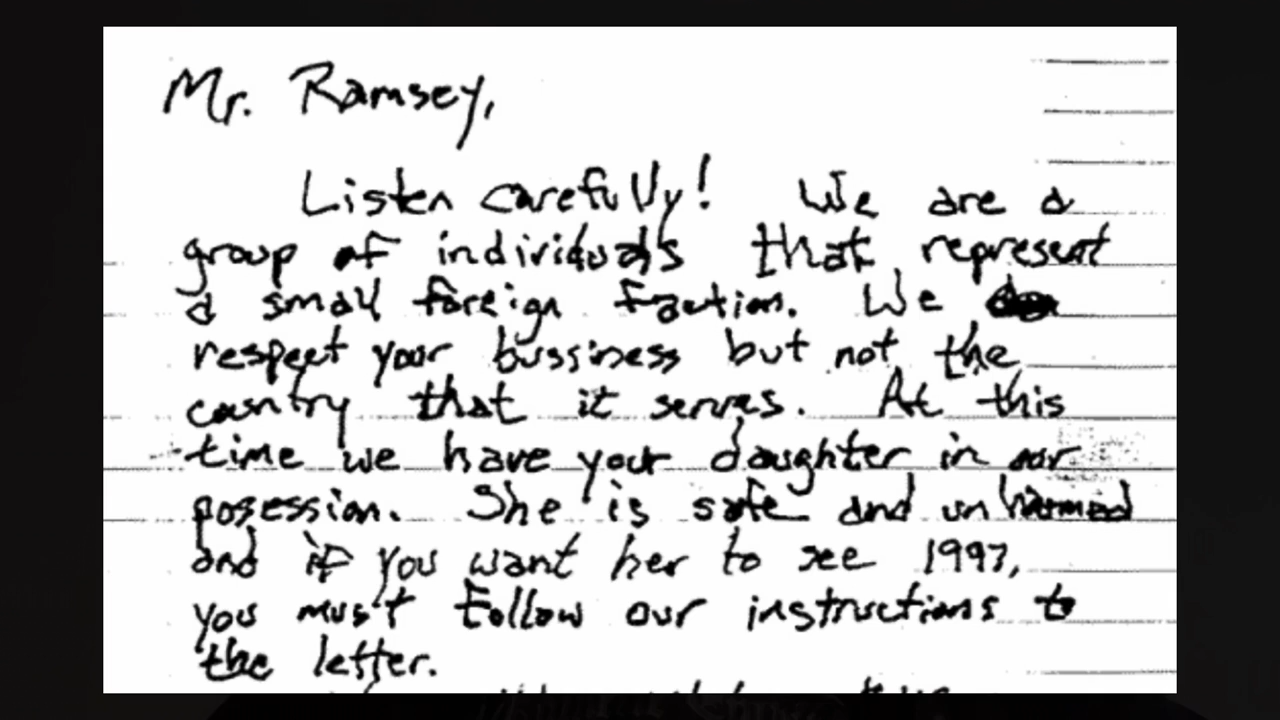 Mr. Ramsey,
Listen carefully! We are a
group of individuals that represent
a small foreign faction. We
respect your bussiness but not the
country that it serves. At this
time we have your daughter in our
posession. She is safe and unharmed
and if you want her to see 1997,
you must follow our instructions to
the letter.